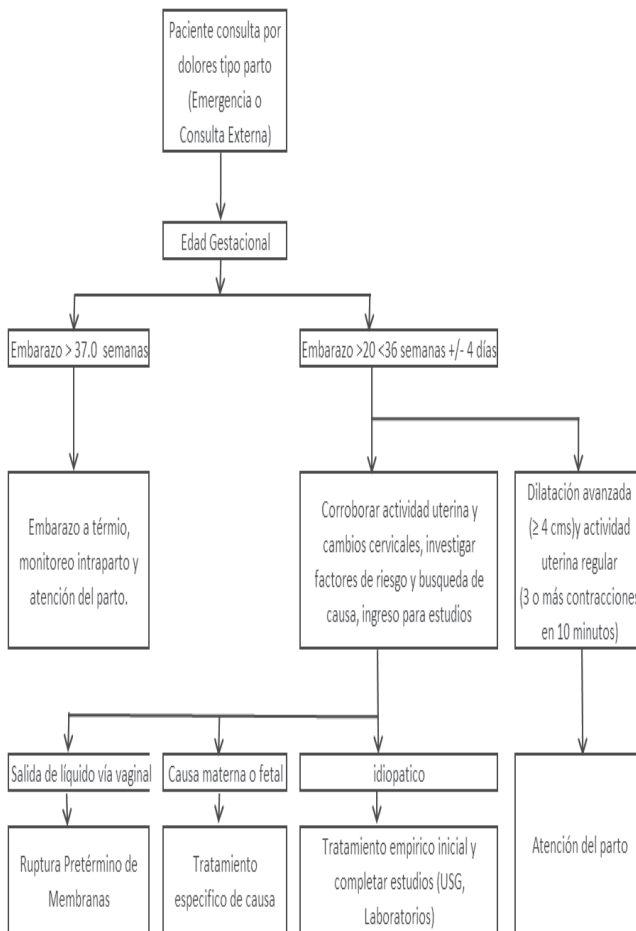 Paciente consulta por
dolores tipo parto
(Emergencia o
Consulta Externa)
Edad Gestacional
Embarazo > 37.0 semanas
Embarazo >20 <36 semanas +/- 4 días
Embarazo a térmio,
monitoreo intraparto y
atención del parto.
Corroborar actividad uterina y
cambios cervicales, investigar
factores de riesgo y busqueda de
causa, ingreso para estudios
Dilatación avanzada
(≥ 4 cms)y actividad
uterina regular
(3 o más contracciones
en 10 minutos)
Salida de líquido vía vaginal
Causa materna o fetal
idiopatico
Ruptura Pretérmino de
Membranas
Tratamiento
especifico de causa
Tratamiento empirico inicial y
completar estudios (USG,
Laboratorios)
Atención del parto